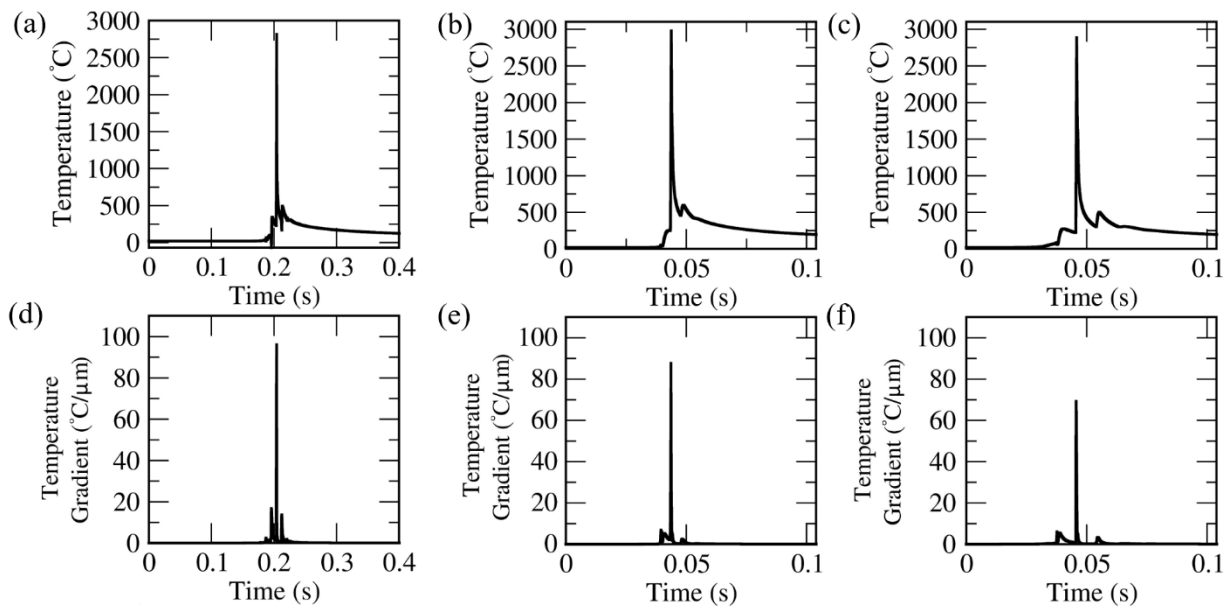 (a)
Temperature (°C)
3000
2500
2000
1500
1000
500
0
0 0.1 0.2 0.3 0.4
Time (s)
(b)
Temperature (°C)
3000
2500
2000
1500
1000
500
0
0 0.05 0.1
Time (s)
(c)
Temperature (°C)
3000
2500
2000
1500
1000
500
0
0 0.05 0.1
Time (s)
(d)
Temperature
Gradient (°C/μm)
100
80
60
40
20
0
0 0.1 0.2 0.3 0.4
Time (s)
(e)
Temperature
Gradient (°C/μm)
100
80
60
40
20
0
0 0.05 0.1
Time (s)
(f)
Temperature
Gradient (°C/μm)
100
80
60
40
20
0
0 0.05 0.1
Time (s)